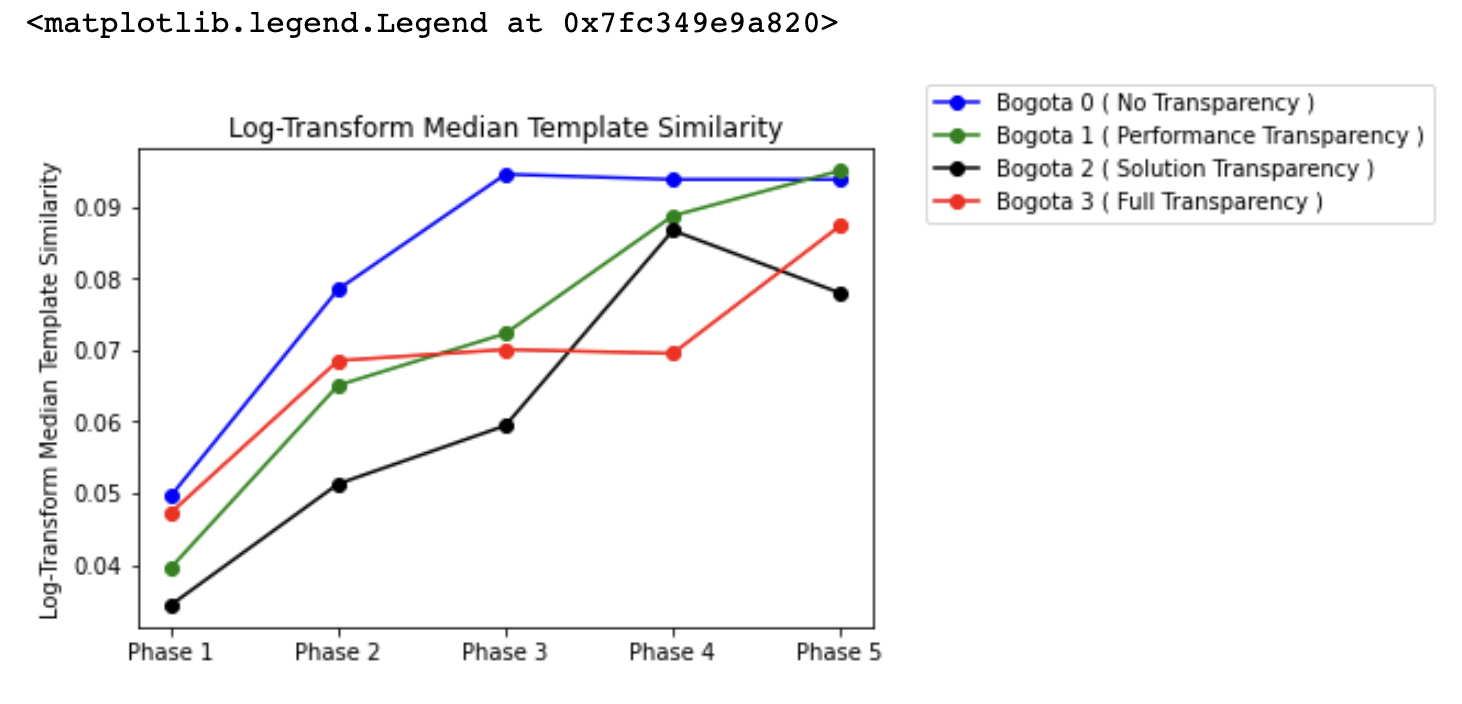 <matplotlib.legend.Legend at 0x7fc349e9a820>
Log-Transform Median Template Similarity
Bogota 0 ( No Transparency )
Bogota 1 ( Performance Transparency )
Bogota 2 ( Solution Transparency )
Bogota 3 ( Full Transparency )
Log-Transform Median Template Similarity
0.09
0.08
0.07
0.06
0.05
0.04
Phase 1 Phase 2 Phase 3 Phase 4 Phase 5